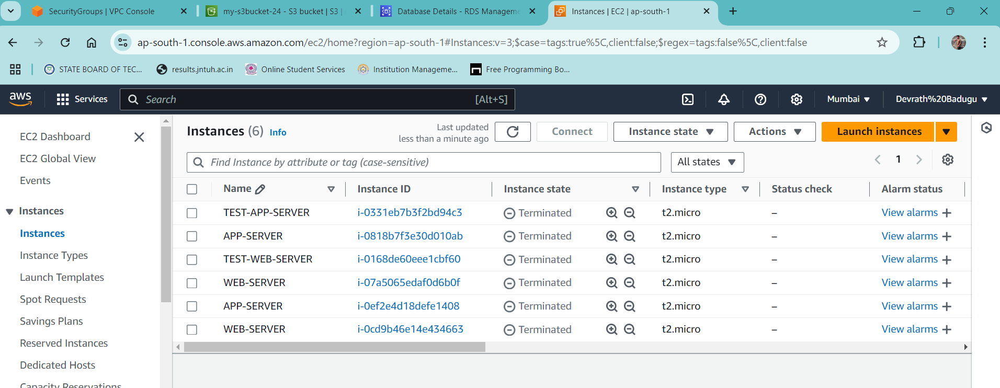 SecurityGroups | VPC Console
my-s3bucket-24 - S3 bucket | S3 |
Database Details - RDS Manageme
Instances | EC2 | ap-south-1
ap-south-1.console.aws.amazon.com/ec2/home?region=ap-south-1#Instances:v=3;$case=tags:true%5C,client:false;$regex=tags:false%5C,client:false
STATE BOARD OF TEC...
results.jntuh.ac.in
Online Student Services
Institution Manageme...
Free Programming Bo...
aws
Services
Search
[Alt+S]
Mumbai
Devrath%20Badugu
EC2 Dashboard
EC2 Global View
Events
Instances
Instances
Instance Types
Launch Templates
Spot Requests
Savings Plans
Reserved Instances
Dedicated Hosts
Capacity Reservations
Instances (6) Info
Last updated
less than a minute ago
Connect
Instance state
Actions
Launch instances
Find Instance by attribute or tag (case-sensitive)
All states
1
Name Instance ID Instance state Instance type Status check Alarm status
TEST-APP-SERVER i-0331eb7b3f2bd94c3 Terminated t2.micro – View alarms +
APP-SERVER i-0818b7f3e30d010ab Terminated t2.micro – View alarms +
TEST-WEB-SERVER i-0168de60eee1cbf60 Terminated t2.micro – View alarms +
WEB-SERVER i-07a5065edaf0d6b0f Terminated t2.micro – View alarms +
APP-SERVER i-0ef2e4d18defe1408 Terminated t2.micro – View alarms +
WEB-SERVER i-0cd9b46e14e434663 Terminated t2.micro – View alarms +